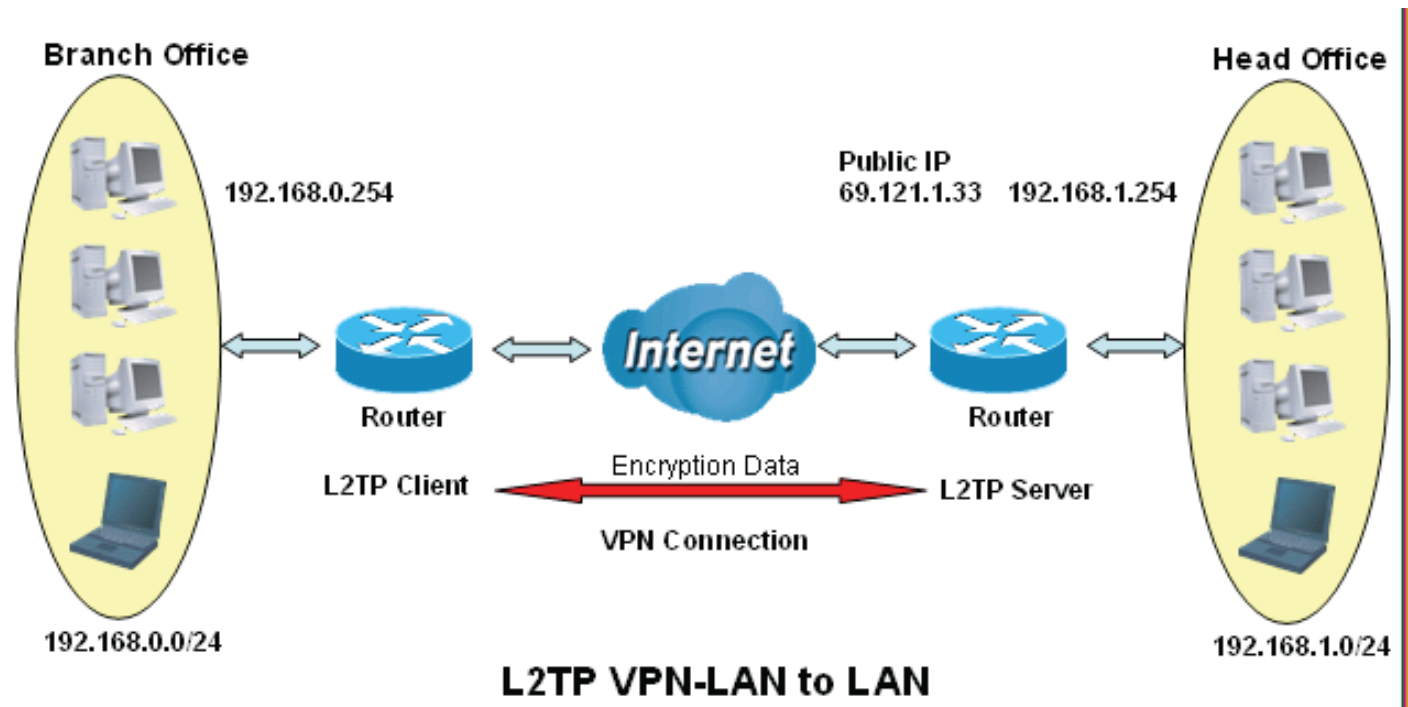 Branch Office
Head Office
Public IP
69.121.1.33
192.168.0.254
192.168.1.254
Internet
Router
Router
L2TP Client
Encryption Data
L2TP Server
VPN Connection
192.168.0.0/24
192.168.1.0/24
L2TP VPN-LAN to LAN